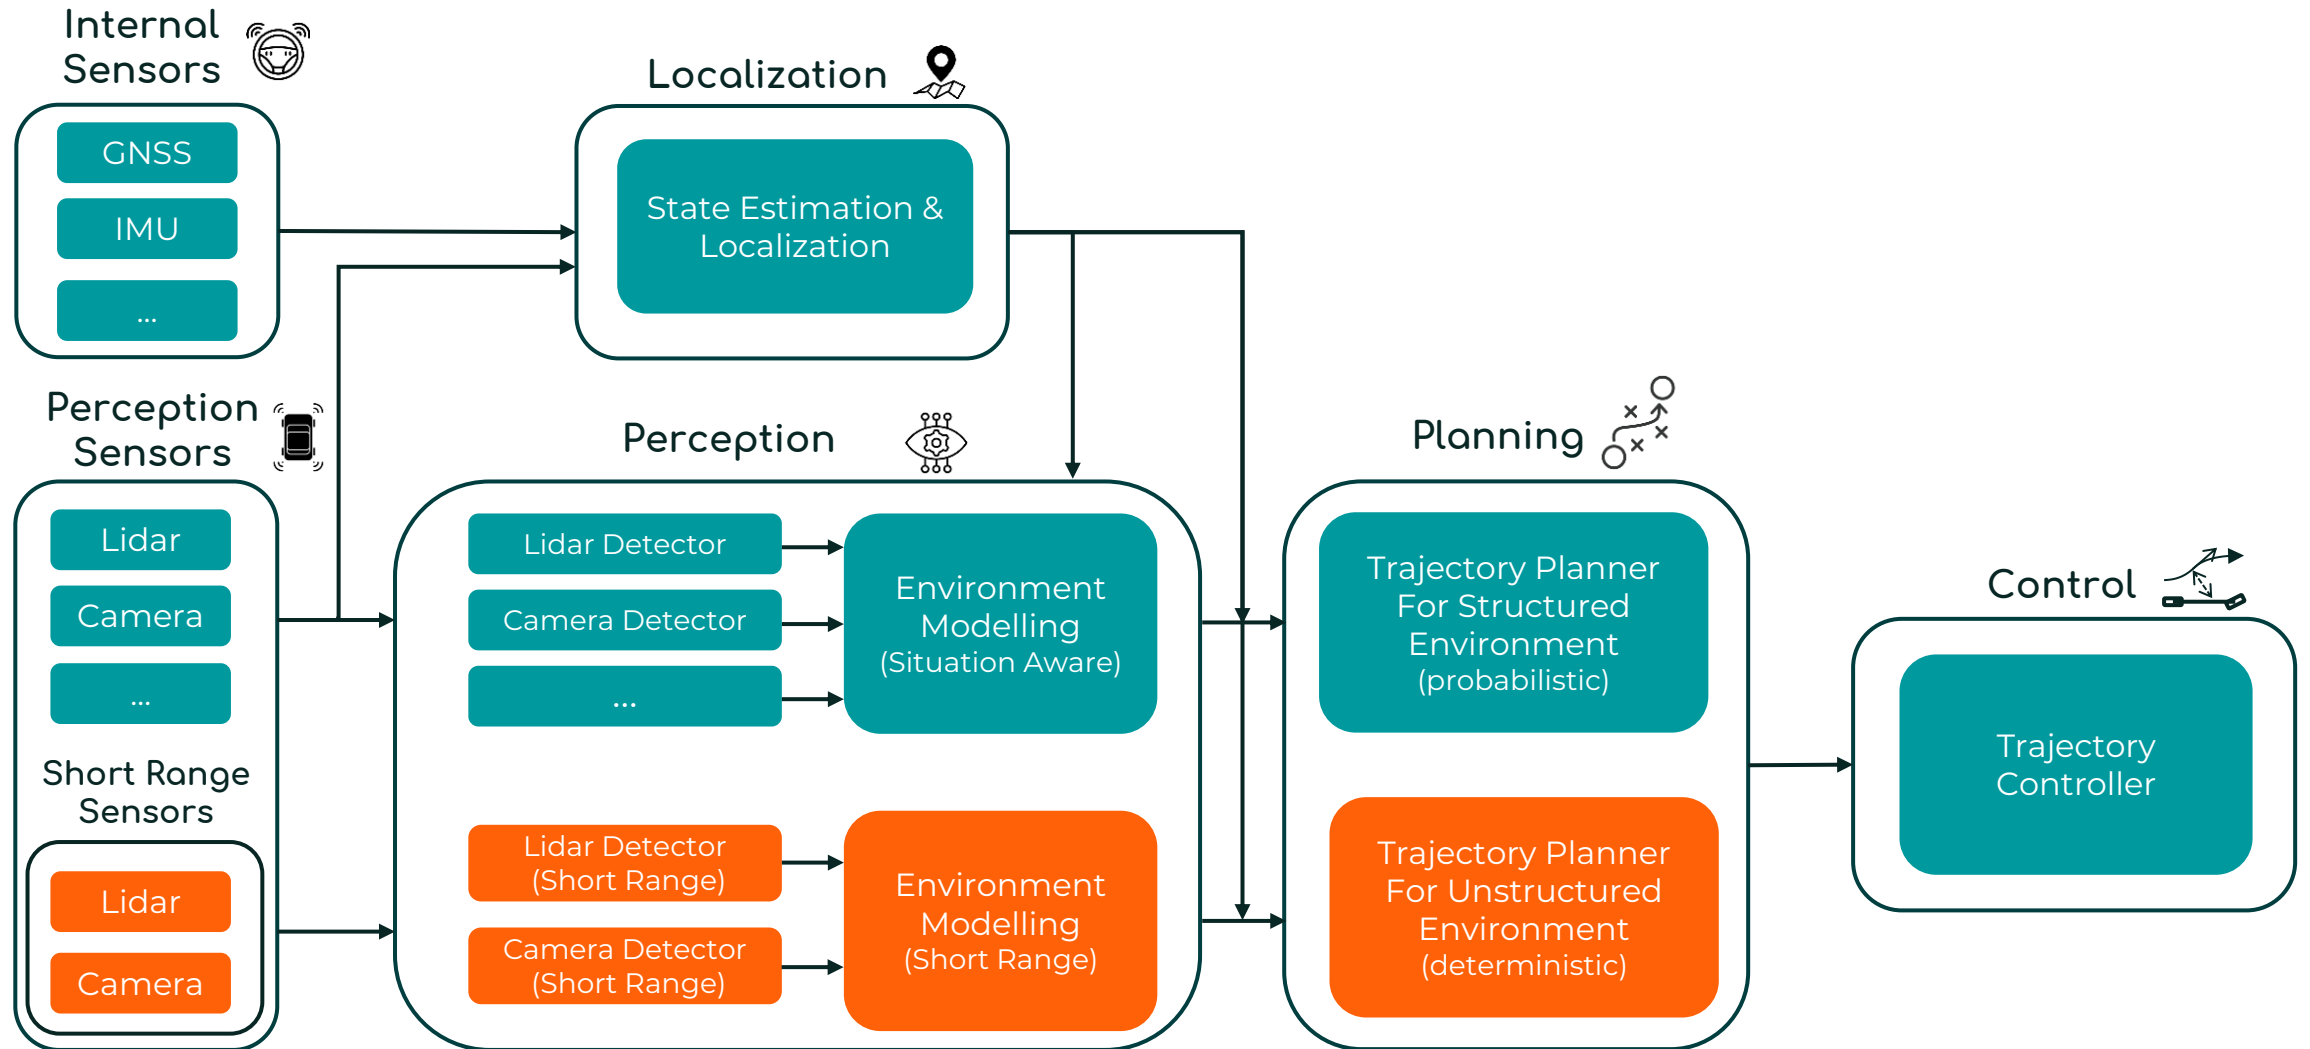 Internal
Sensors
GNSS
IMU
...
Localization
State Estimation &
Localization
Perception
Sensors
Lidar
Camera
...
Short Range
Sensors
Lidar
Camera
Perception
Lidar Detector
Camera Detector
...
Environment
Modelling
(Situation Aware)
Lidar Detector
(Short Range)
Camera Detector
(Short Range)
Environment
Modelling
(Short Range)
Planning
Trajectory Planner
For Structured
Environment
(probabilistic)
Trajectory Planner
For Unstructured
Environment
(deterministic)
Control
Trajectory
Controller